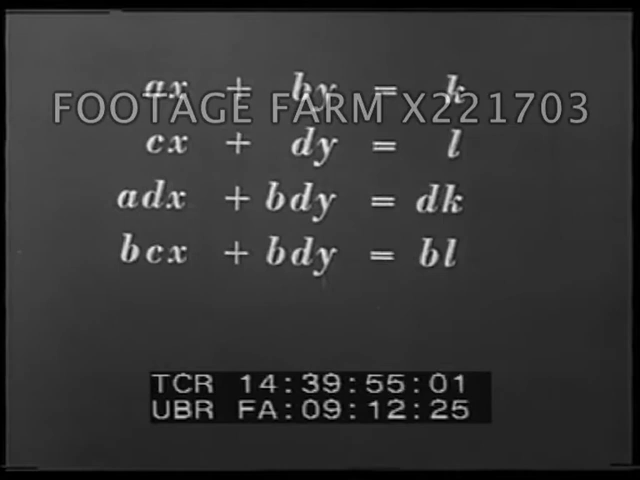 ax + by = k
FOOTAGE FARM X221703
cx + dy = l
adx + bdy = dk
bcx + bdy = bl
TCR 14:39:55:01
UBR FA:09:12:25